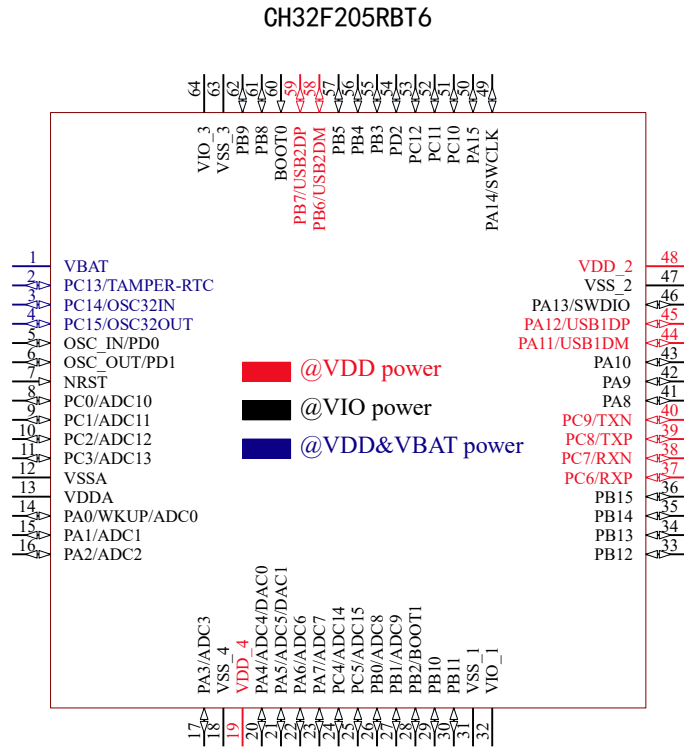 CH32F205RBT6
64 63 62 61 60 59 58 57 56 55 54 53 52 51 50 49
VIO_3
VSS_3
PB9
PB8
BOOT0
PB7/USB2DP
PB6/USB2DM
PB5
PB4
PB3
PD2
PC12
PC11
PC10
PA15
PA14/SWCLK
1 VBAT
2 PC13/TAMPER-RTC
3 PC14/OSC32IN
4 PC15/OSC32OUT
5 OSC_IN/PD0
6 OSC_OUT/PD1
7 NRST
8 PC0/ADC10
9 PC1/ADC11
10 PC2/ADC12
11 PC3/ADC13
12 VSSA
13 VDDA
14 PA0/WKUP/ADC0
15 PA1/ADC1
16 PA2/ADC2
@VDD power
@VIO power
@VDD&VBAT power
VDD_2 48
VSS_2 47
PA13/SWDIO 46
PA12/USB1DP 45
PA11/USB1DM 44
PA10 43
PA9 42
PA8 41
PC9/TXN 40
PC8/TXP 39
PC7/RXN 38
PC6/RXP 37
PB15 36
PB14 35
PB13 34
PB12 33
PA3/ADC3
VSS_4
VDD_4
PA4/ADC4/DAC0
PA5/ADC5/DAC1
PA6/ADC6
PA7/ADC7
PC4/ADC14
PC5/ADC15
PB0/ADC8
PB1/ADC9
PB2/BOOT1
PB10
PB11
VSS_1
VIO_1
17 18 19 20 21 22 23 24 25 26 27 28 29 30 31 32